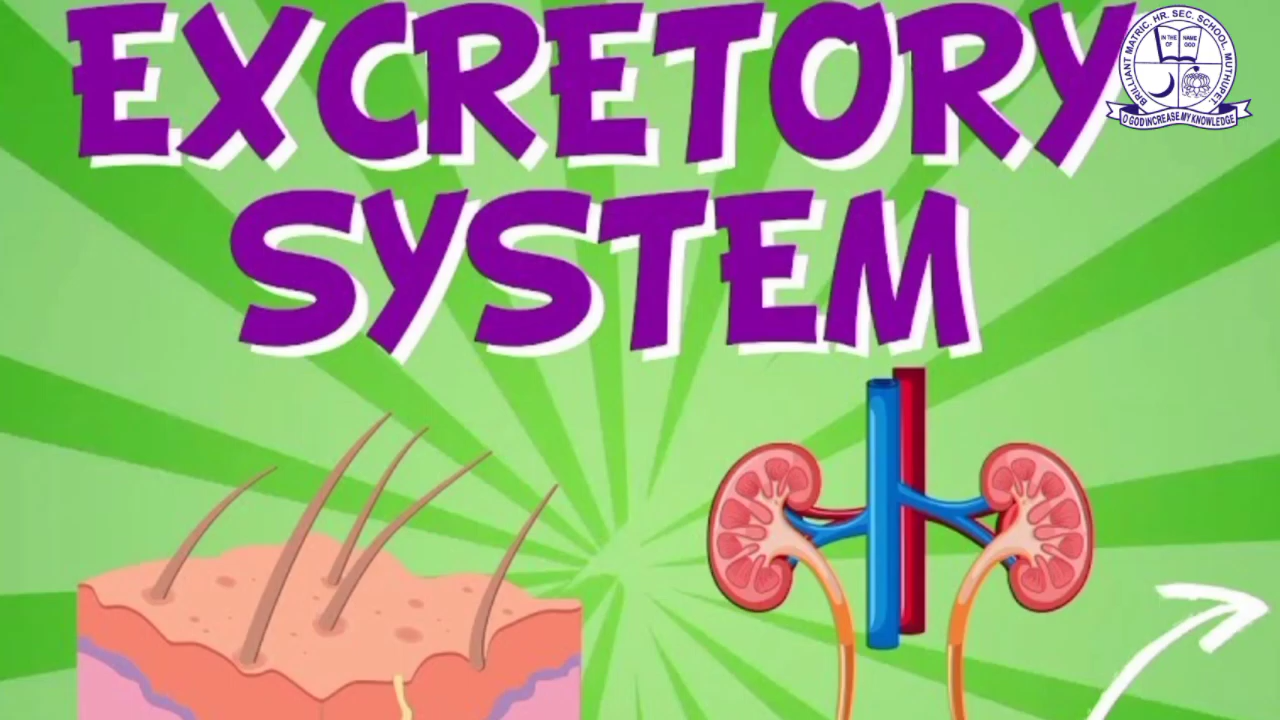 EXCRETORY
SYSTEM
BRILLIANT MATRIC. HR. SEC. SCHOOL. MUTHUPET
IN THE NAME
OF GOD
O GOD INCREASE MY KNOWLEDGE